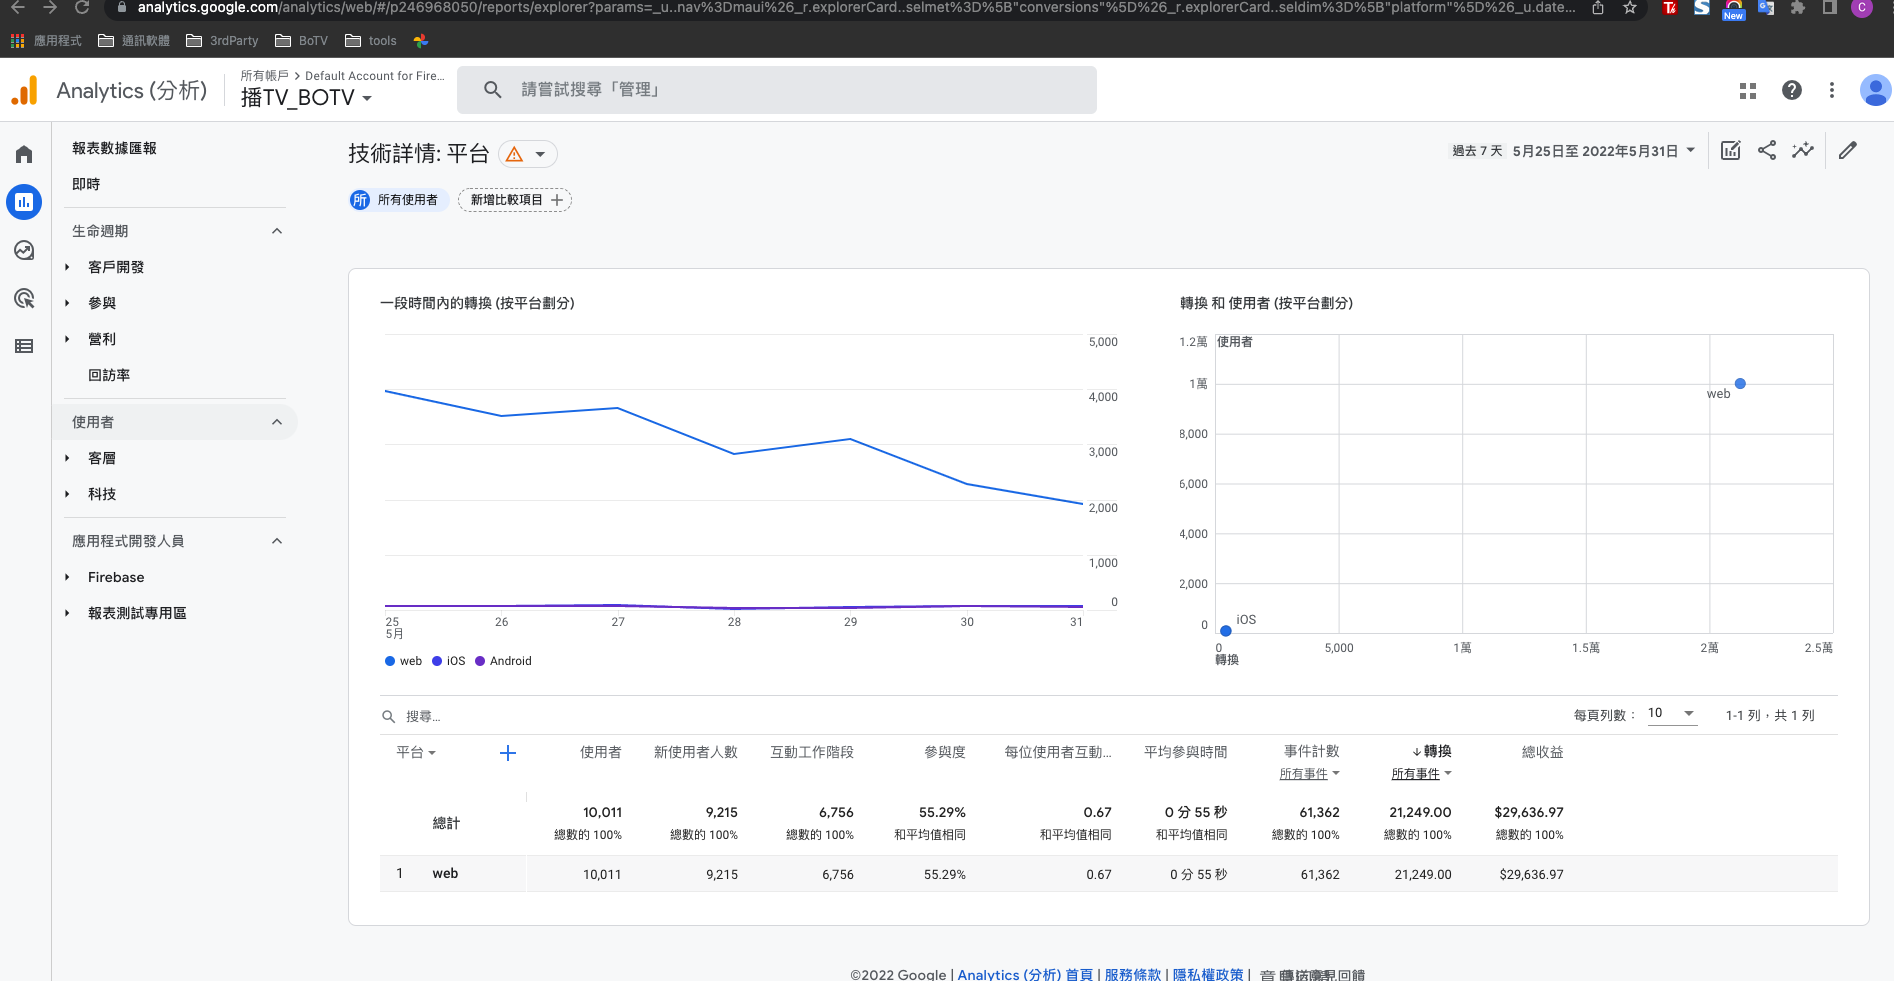 analytics.google.com/analytics/web/#/p246968050/reports/explorer?params=_u..nav%3Dmaui%26_r.explorerCard..selmet%3D%5B"conversions"%5D%26_r.explorerCard..seldim%3D%5B"platform"%5D%26_u.date...
New
C
應用程式 通訊軟體 3rdParty BoTV tools
Analytics (分析)
所有帳戶 > Default Account for Fire...
播TV_BOTV
請嘗試搜尋「管理」
報表數據匯報
即時
生命週期
客戶開發
參與
營利
回訪率
使用者
客層
科技
應用程式開發人員
Firebase
報表測試專用區
技術詳情: 平台
過去 7 天 5月25日至 2022年5月31日
所 所有使用者
新增比較項目 +
一段時間內的轉換 (按平台劃分)
5,000
4,000
3,000
2,000
1,000
0
25 26 27 28 29 30 31
5月
web iOS Android
轉換 和 使用者 (按平台劃分)
1.2萬 使用者
1萬
web
8,000
6,000
4,000
2,000
iOS
0
0 5,000 1萬 1.5萬 2萬 2.5萬
轉換
搜尋...
每頁列數： 10 1-1 列，共 1 列
平台 + 使用者 新使用者人數 互動工作階段 參與度 每位使用者互動... 平均參與時間 事件計數 ↓轉換 總收益
所有事件 所有事件
總計 10,011 9,215 6,756 55.29% 0.67 0 分 55 秒 61,362 21,249.00 $29,636.97
總數的 100% 總數的 100% 總數的 100% 和平均值相同 和平均值相同 和平均值相同 總數的 100% 總數的 100% 總數的 100%
1 web 10,011 9,215 6,756 55.29% 0.67 0 分 55 秒 61,362 21,249.00 $29,636.97
©2022 Google | Analytics (分析) 首頁 | 服務條款 | 隱私權政策 | 見回饋